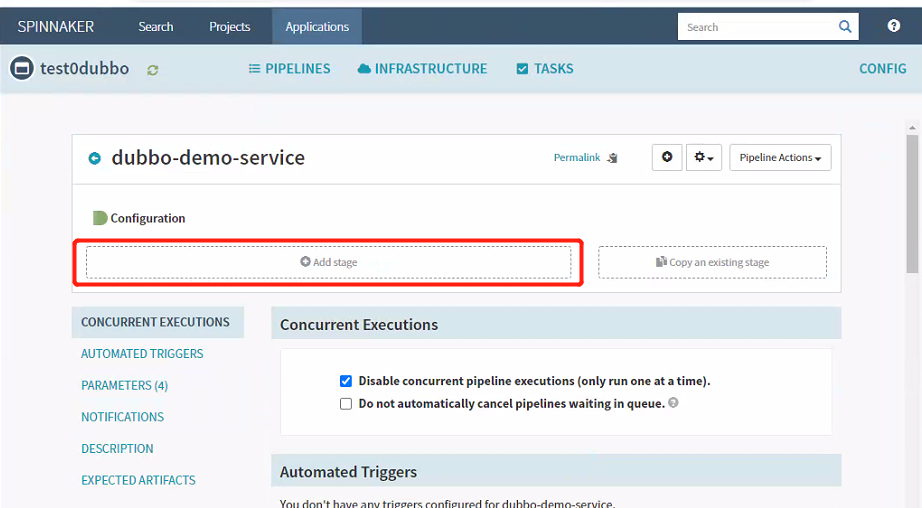 SPINNAKER Search Projects Applications Search
test0dubbo PIPELINES INFRASTRUCTURE TASKS CONFIG
dubbo-demo-service Permalink Pipeline Actions
Configuration
Add stage Copy an existing stage
CONCURRENT EXECUTIONS
AUTOMATED TRIGGERS
PARAMETERS (4)
NOTIFICATIONS
DESCRIPTION
EXPECTED ARTIFACTS
Concurrent Executions
Disable concurrent pipeline executions (only run one at a time).
Do not automatically cancel pipelines waiting in queue.
Automated Triggers
You don't have any triggers configured for dubbo-demo-service.